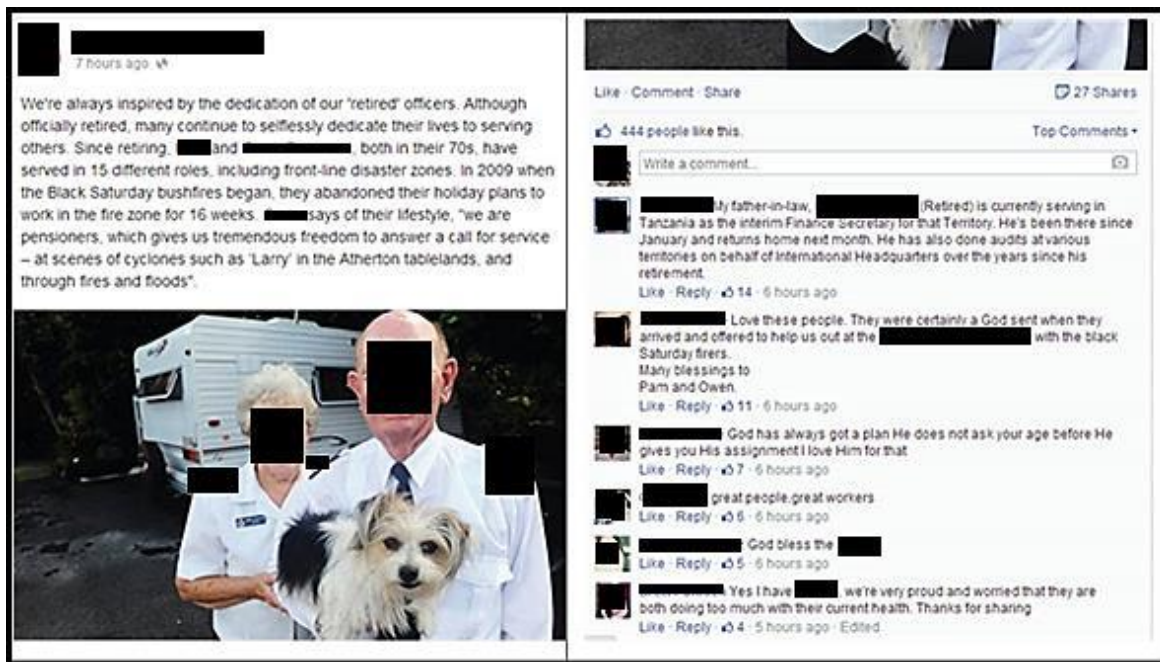 7 hours ago
We're always inspired by the dedication of our 'retired' officers. Although
officially retired, many continue to selflessly dedicate their lives to serving
others. Since retiring, and , both in their 70s, have
served in 15 different roles, including front-line disaster zones. In 2009 when
the Black Saturday bushfires began, they abandoned their holiday plans to
work in the fire zone for 16 weeks. says of their lifestyle, "we are
pensioners, which gives us tremendous freedom to answer a call for service
– at scenes of cyclones such as 'Larry' in the Atherton tablelands, and
through fires and floods".
Like · Comment · Share
27 Shares
444 people like this.
Top Comments
Write a comment...
My father-in-law, (Retired) is currently serving in
Tanzania as the interim Finance Secretary for that Territory. He's been there since
January and returns home next month. He has also done audits at various
territories on behalf of International Headquarters over the years since his
retirement.
Like · Reply · 14 · 6 hours ago
Love these people. They were certainly a God sent when they
arrived and offered to help us out at the with the black
Saturday firers.
Many blessings to
Pam and Owen.
Like · Reply · 11 · 6 hours ago
God has always got a plan He does not ask your age before He
gives you His assignment I love Him for that
Like · Reply · 7 · 6 hours ago
great people.great workers
Like · Reply · 6 · 6 hours ago
God bless the
Like · Reply · 5 · 6 hours ago
Yes I have , we're very proud and worried that they are
both doing too much with their current health. Thanks for sharing
Like · Reply · 4 · 5 hours ago · Edited